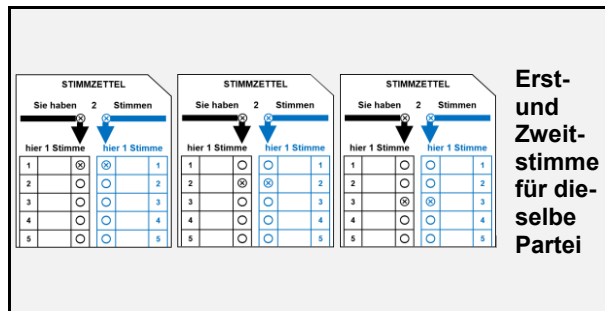 STIMMZETTEL
Sie haben 2 Stimmen
hier 1 Stimme hier 1 Stimme
1 1
2 2
3 3
4 4
5 5
STIMMZETTEL
Sie haben 2 Stimmen
hier 1 Stimme hier 1 Stimme
1 1
2 2
3 3
4 4
5 5
STIMMZETTEL
Sie haben 2 Stimmen
hier 1 Stimme hier 1 Stimme
1 1
2 2
3 3
4 4
5 5
Erst-
und
Zweit-
stimme
für die-
selbe
Partei